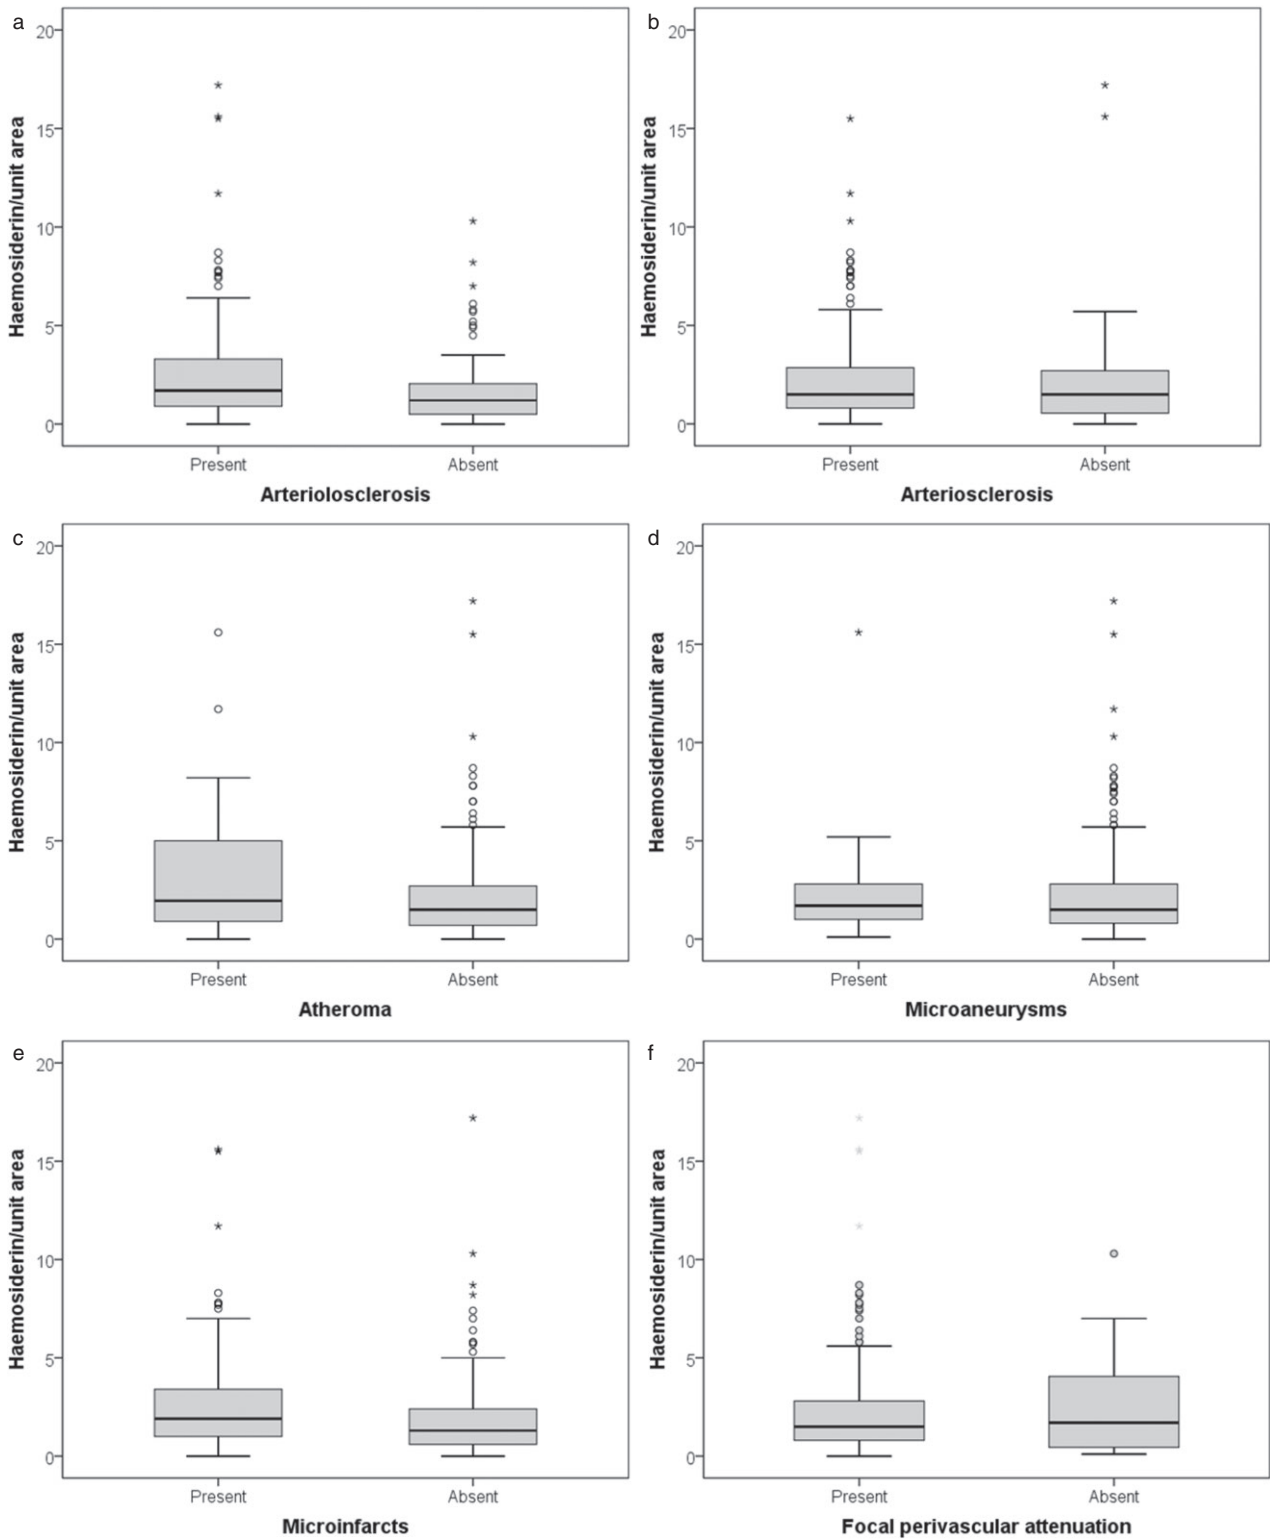 a
20
15
10
5
0
Haemosiderin/unit area
Present Absent
Arteriolosclerosis
b
20
15
10
5
0
Haemosiderin/unit area
Present Absent
Arteriosclerosis
c
20
15
10
5
0
Haemosiderin/unit area
Present Absent
Atheroma
d
20
15
10
5
0
Haemosiderin/unit area
Present Absent
Microaneurysms
e
20
15
10
5
0
Haemosiderin/unit area
Present Absent
Microinfarcts
f
20
15
10
5
0
Haemosiderin/unit area
Present Absent
Focal perivascular attenuation